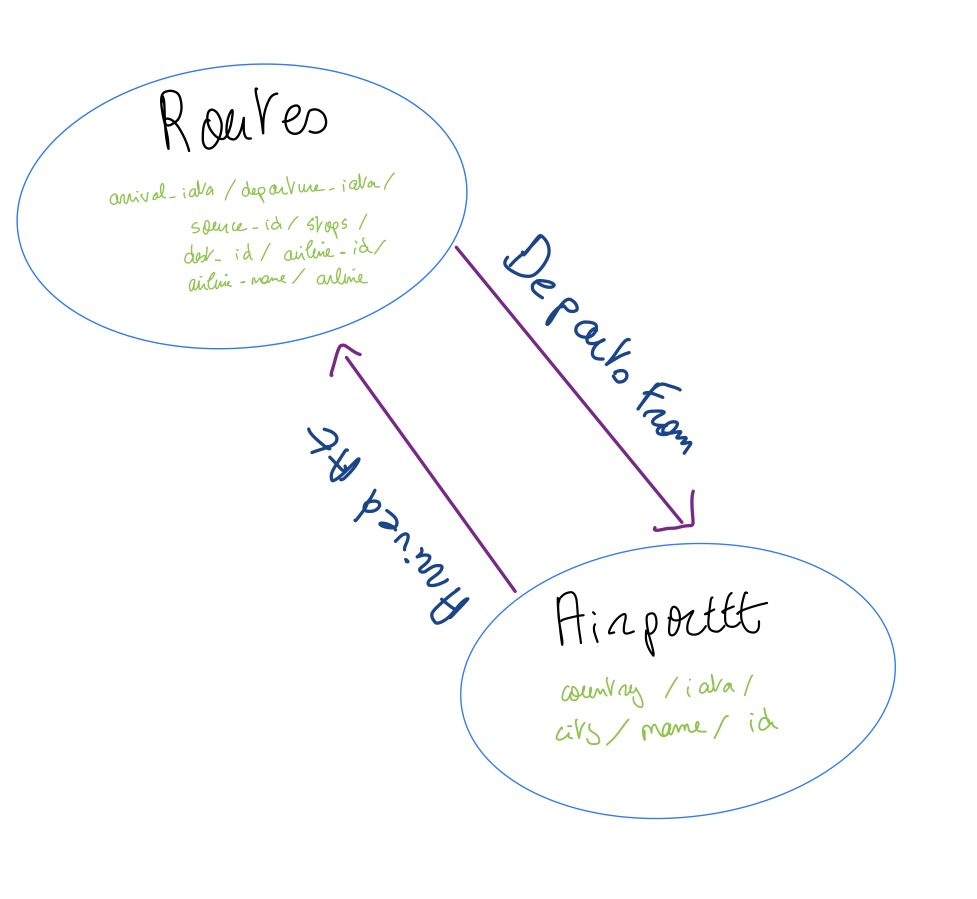 Routes
arrival_iata / departure_iata /
source_id / stops /
dest_id / airline_id /
airline_name / airline
Departs From
Arrived At
Airporttt
country / iata /
city / name / id